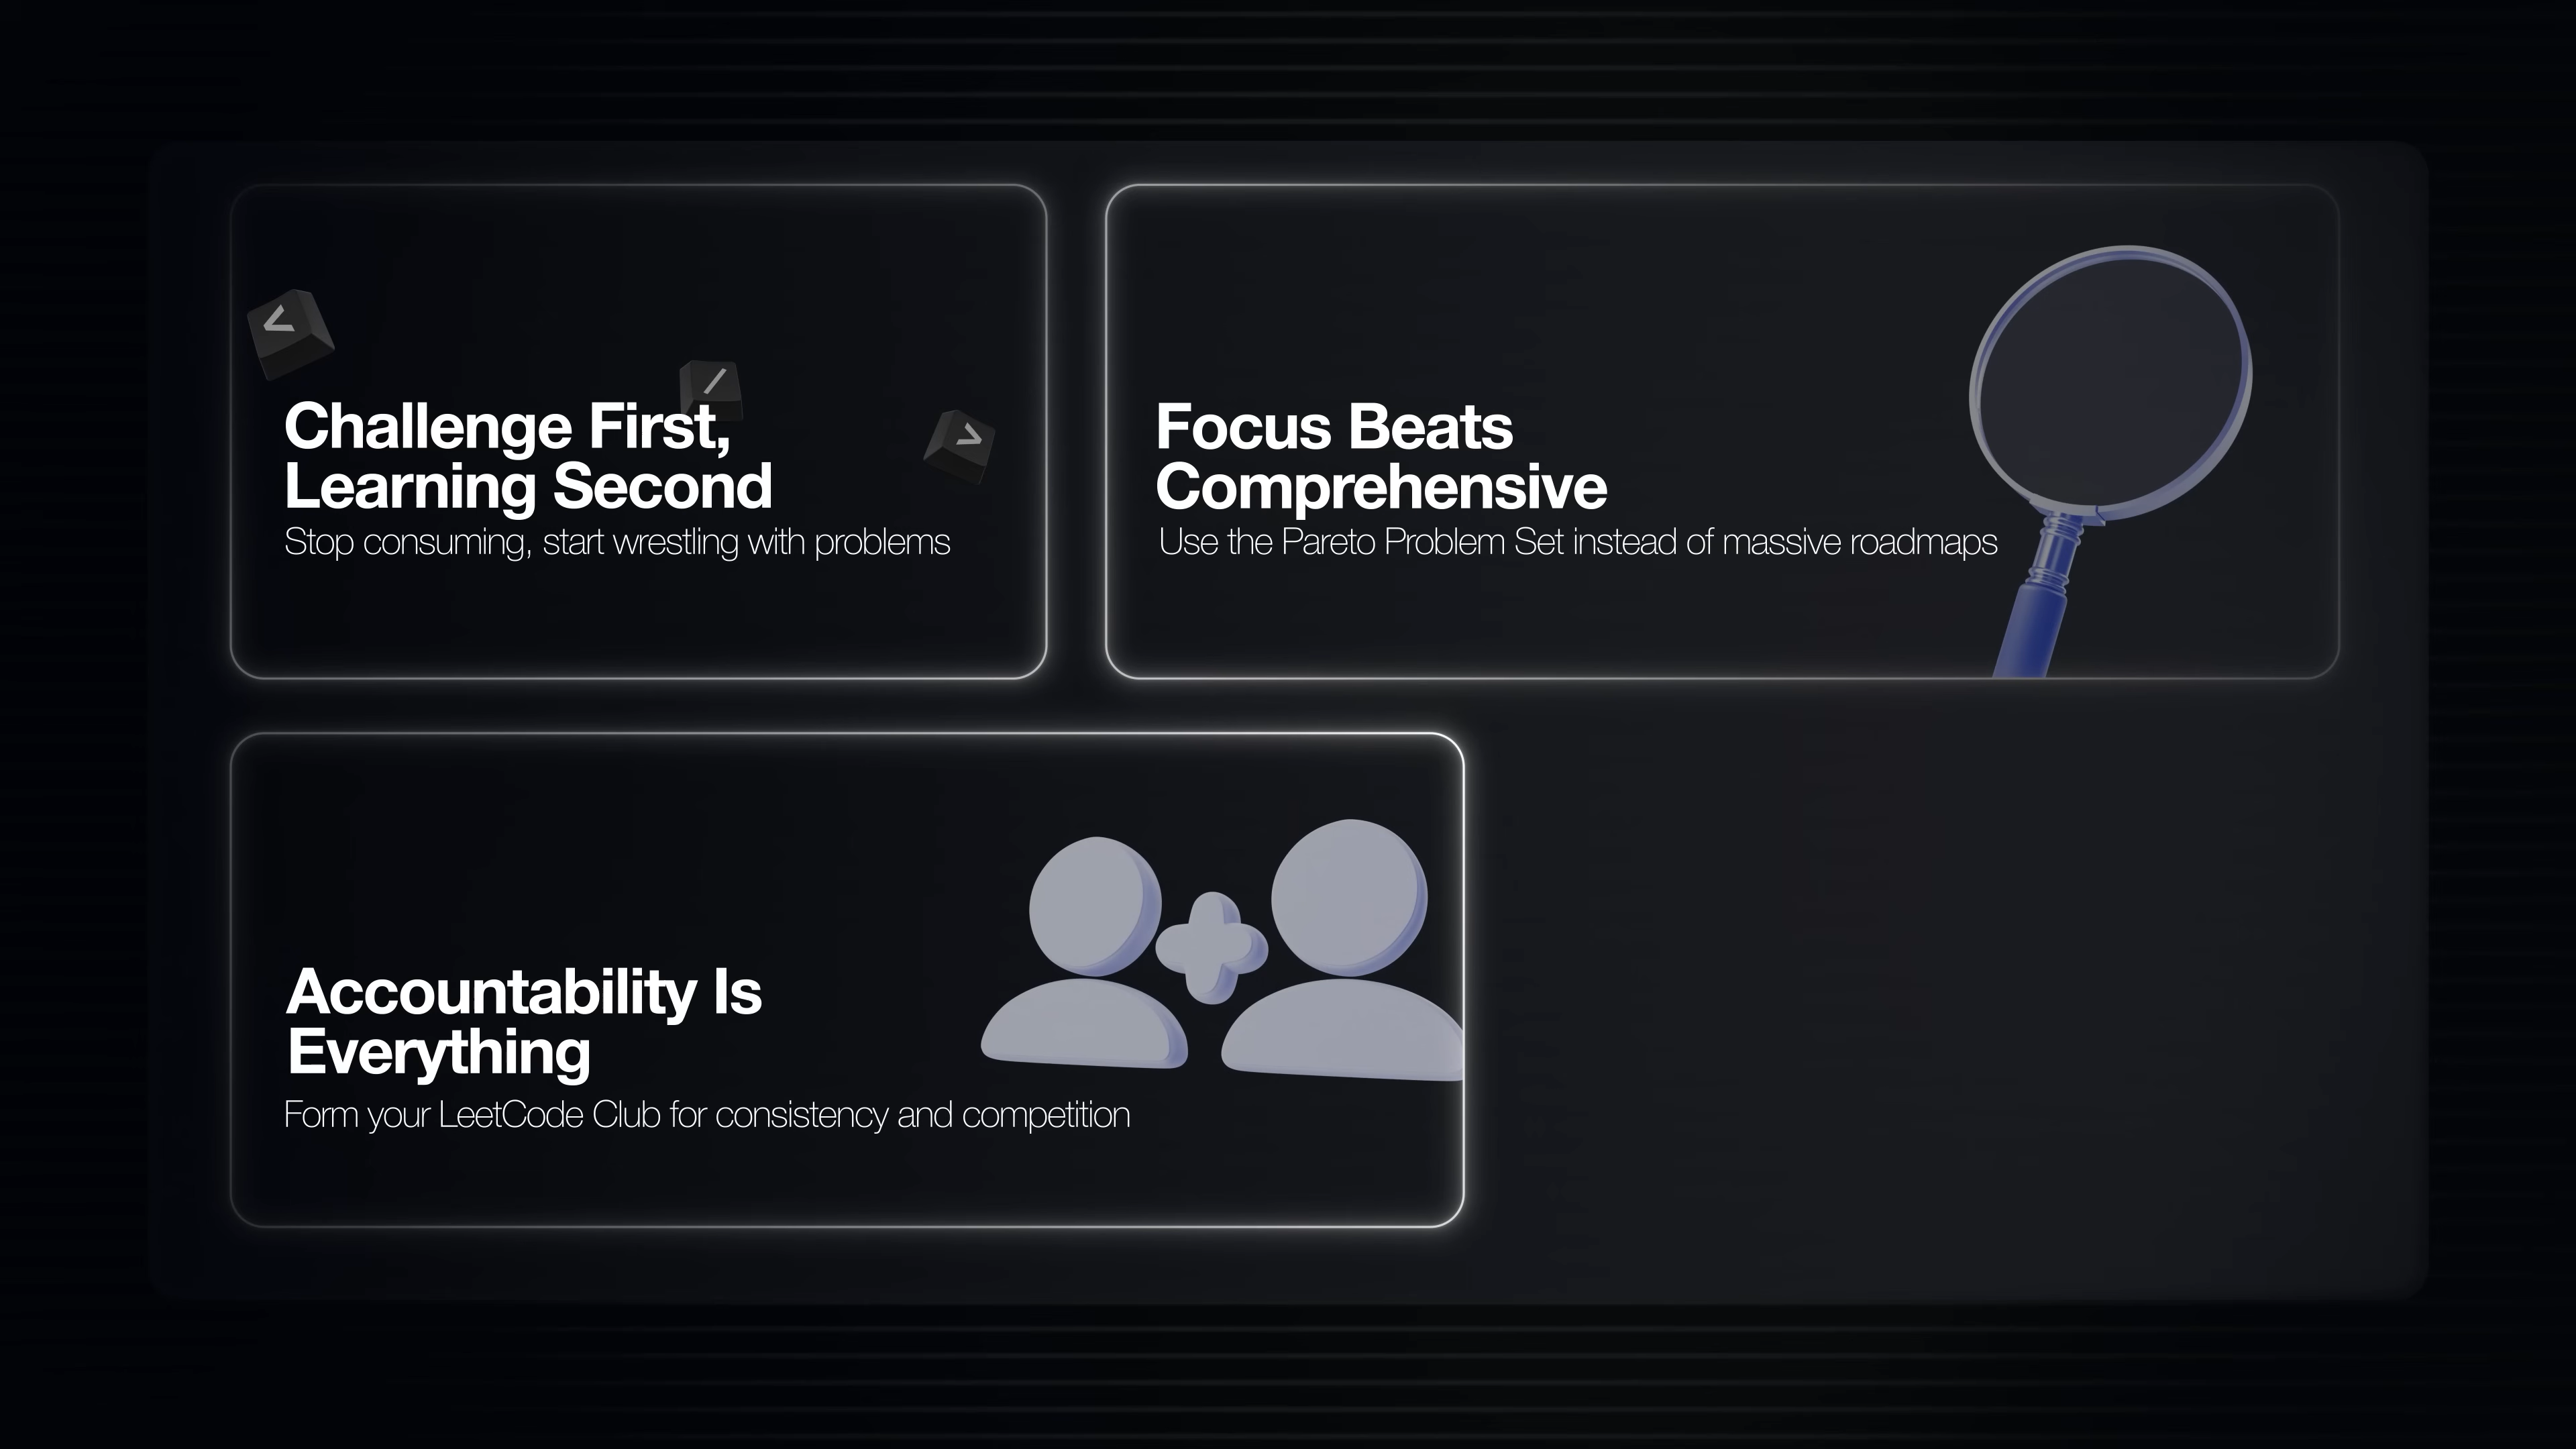 <
/
>
Challenge First,
Learning Second
Stop consuming, start wrestling with problems
Focus Beats
Comprehensive
Use the Pareto Problem Set instead of massive roadmaps
Accountability Is
Everything
Form your LeetCode Club for consistency and competition